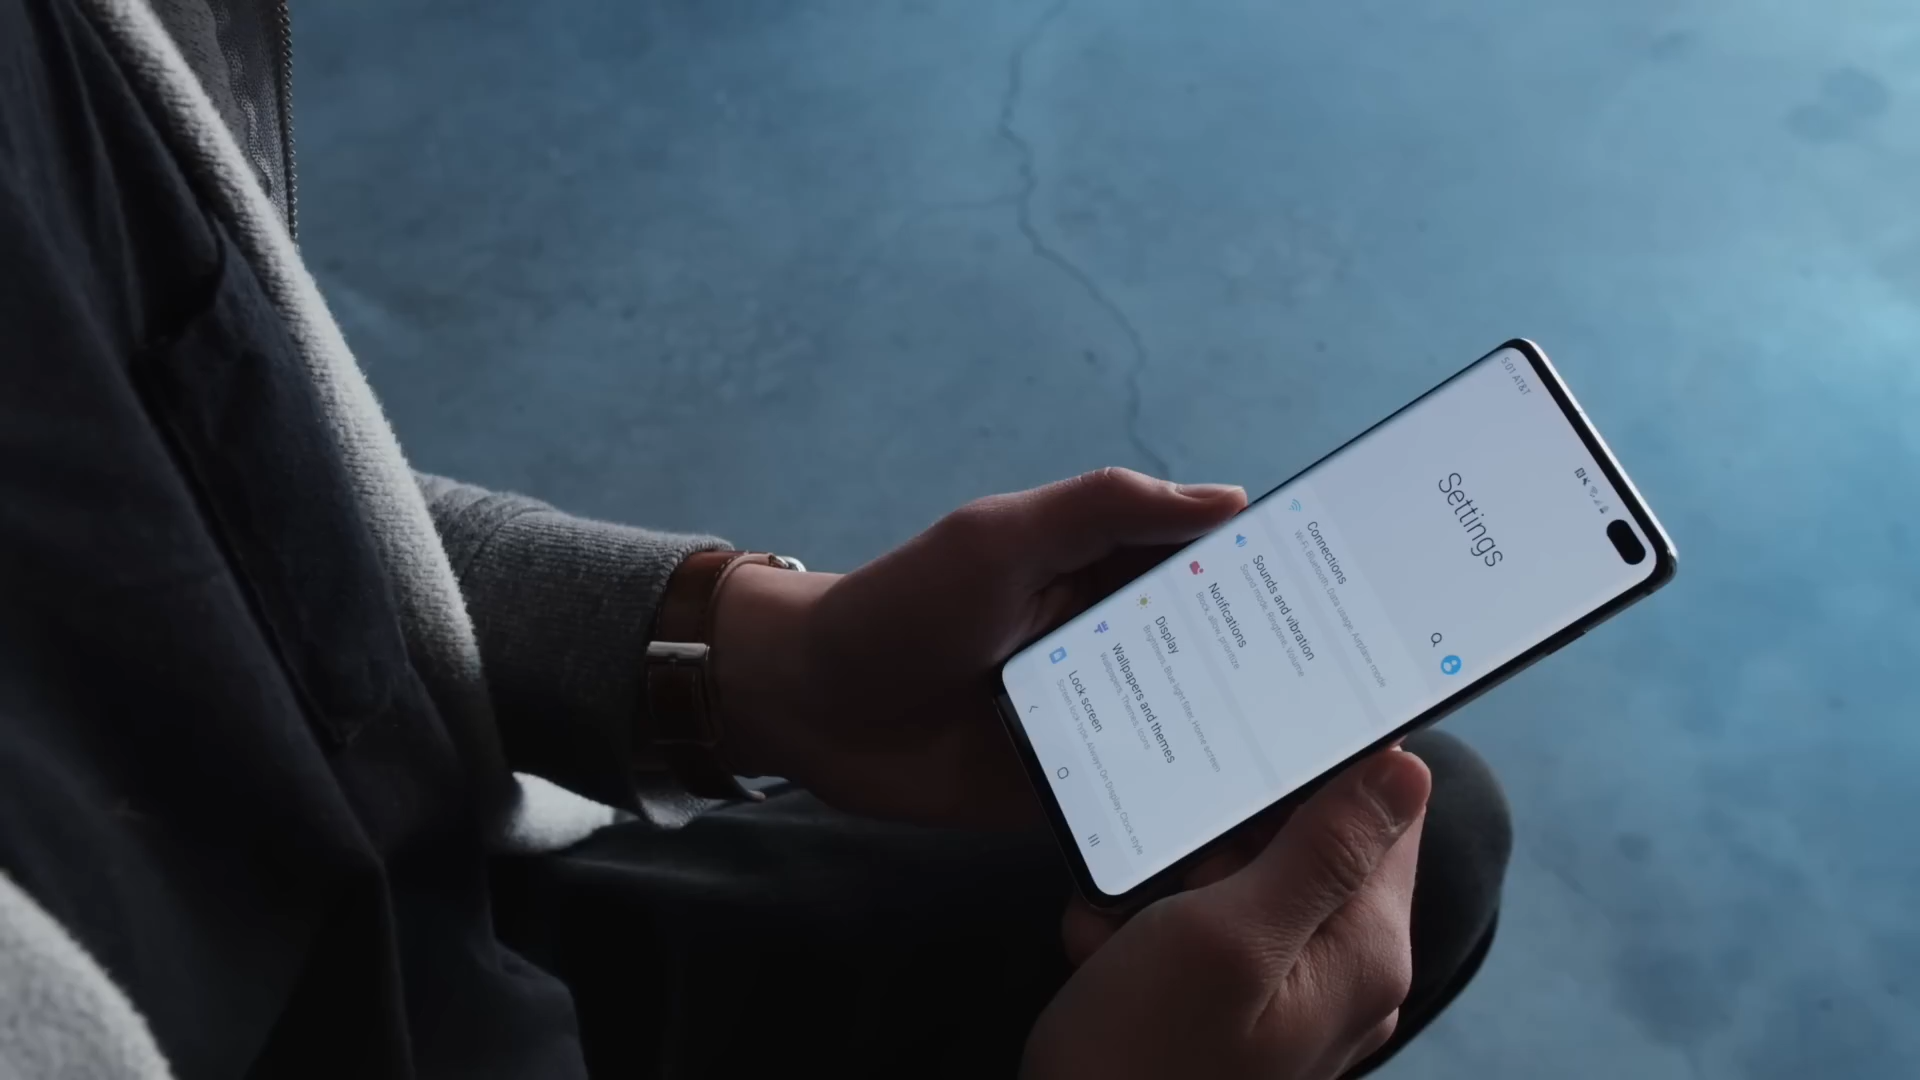 5:01 AT&T
Settings
Connections
Wi-Fi, Bluetooth, Data usage, Airplane mode
Sounds and vibration
Sound mode, Ringtone, Volume
Notifications
Block, allow, prioritize
Display
Brightness, Blue light filter, Home screen
Wallpapers and themes
Wallpapers, Themes, Icons
Lock screen
Screen lock type, Always On Display, Clock style